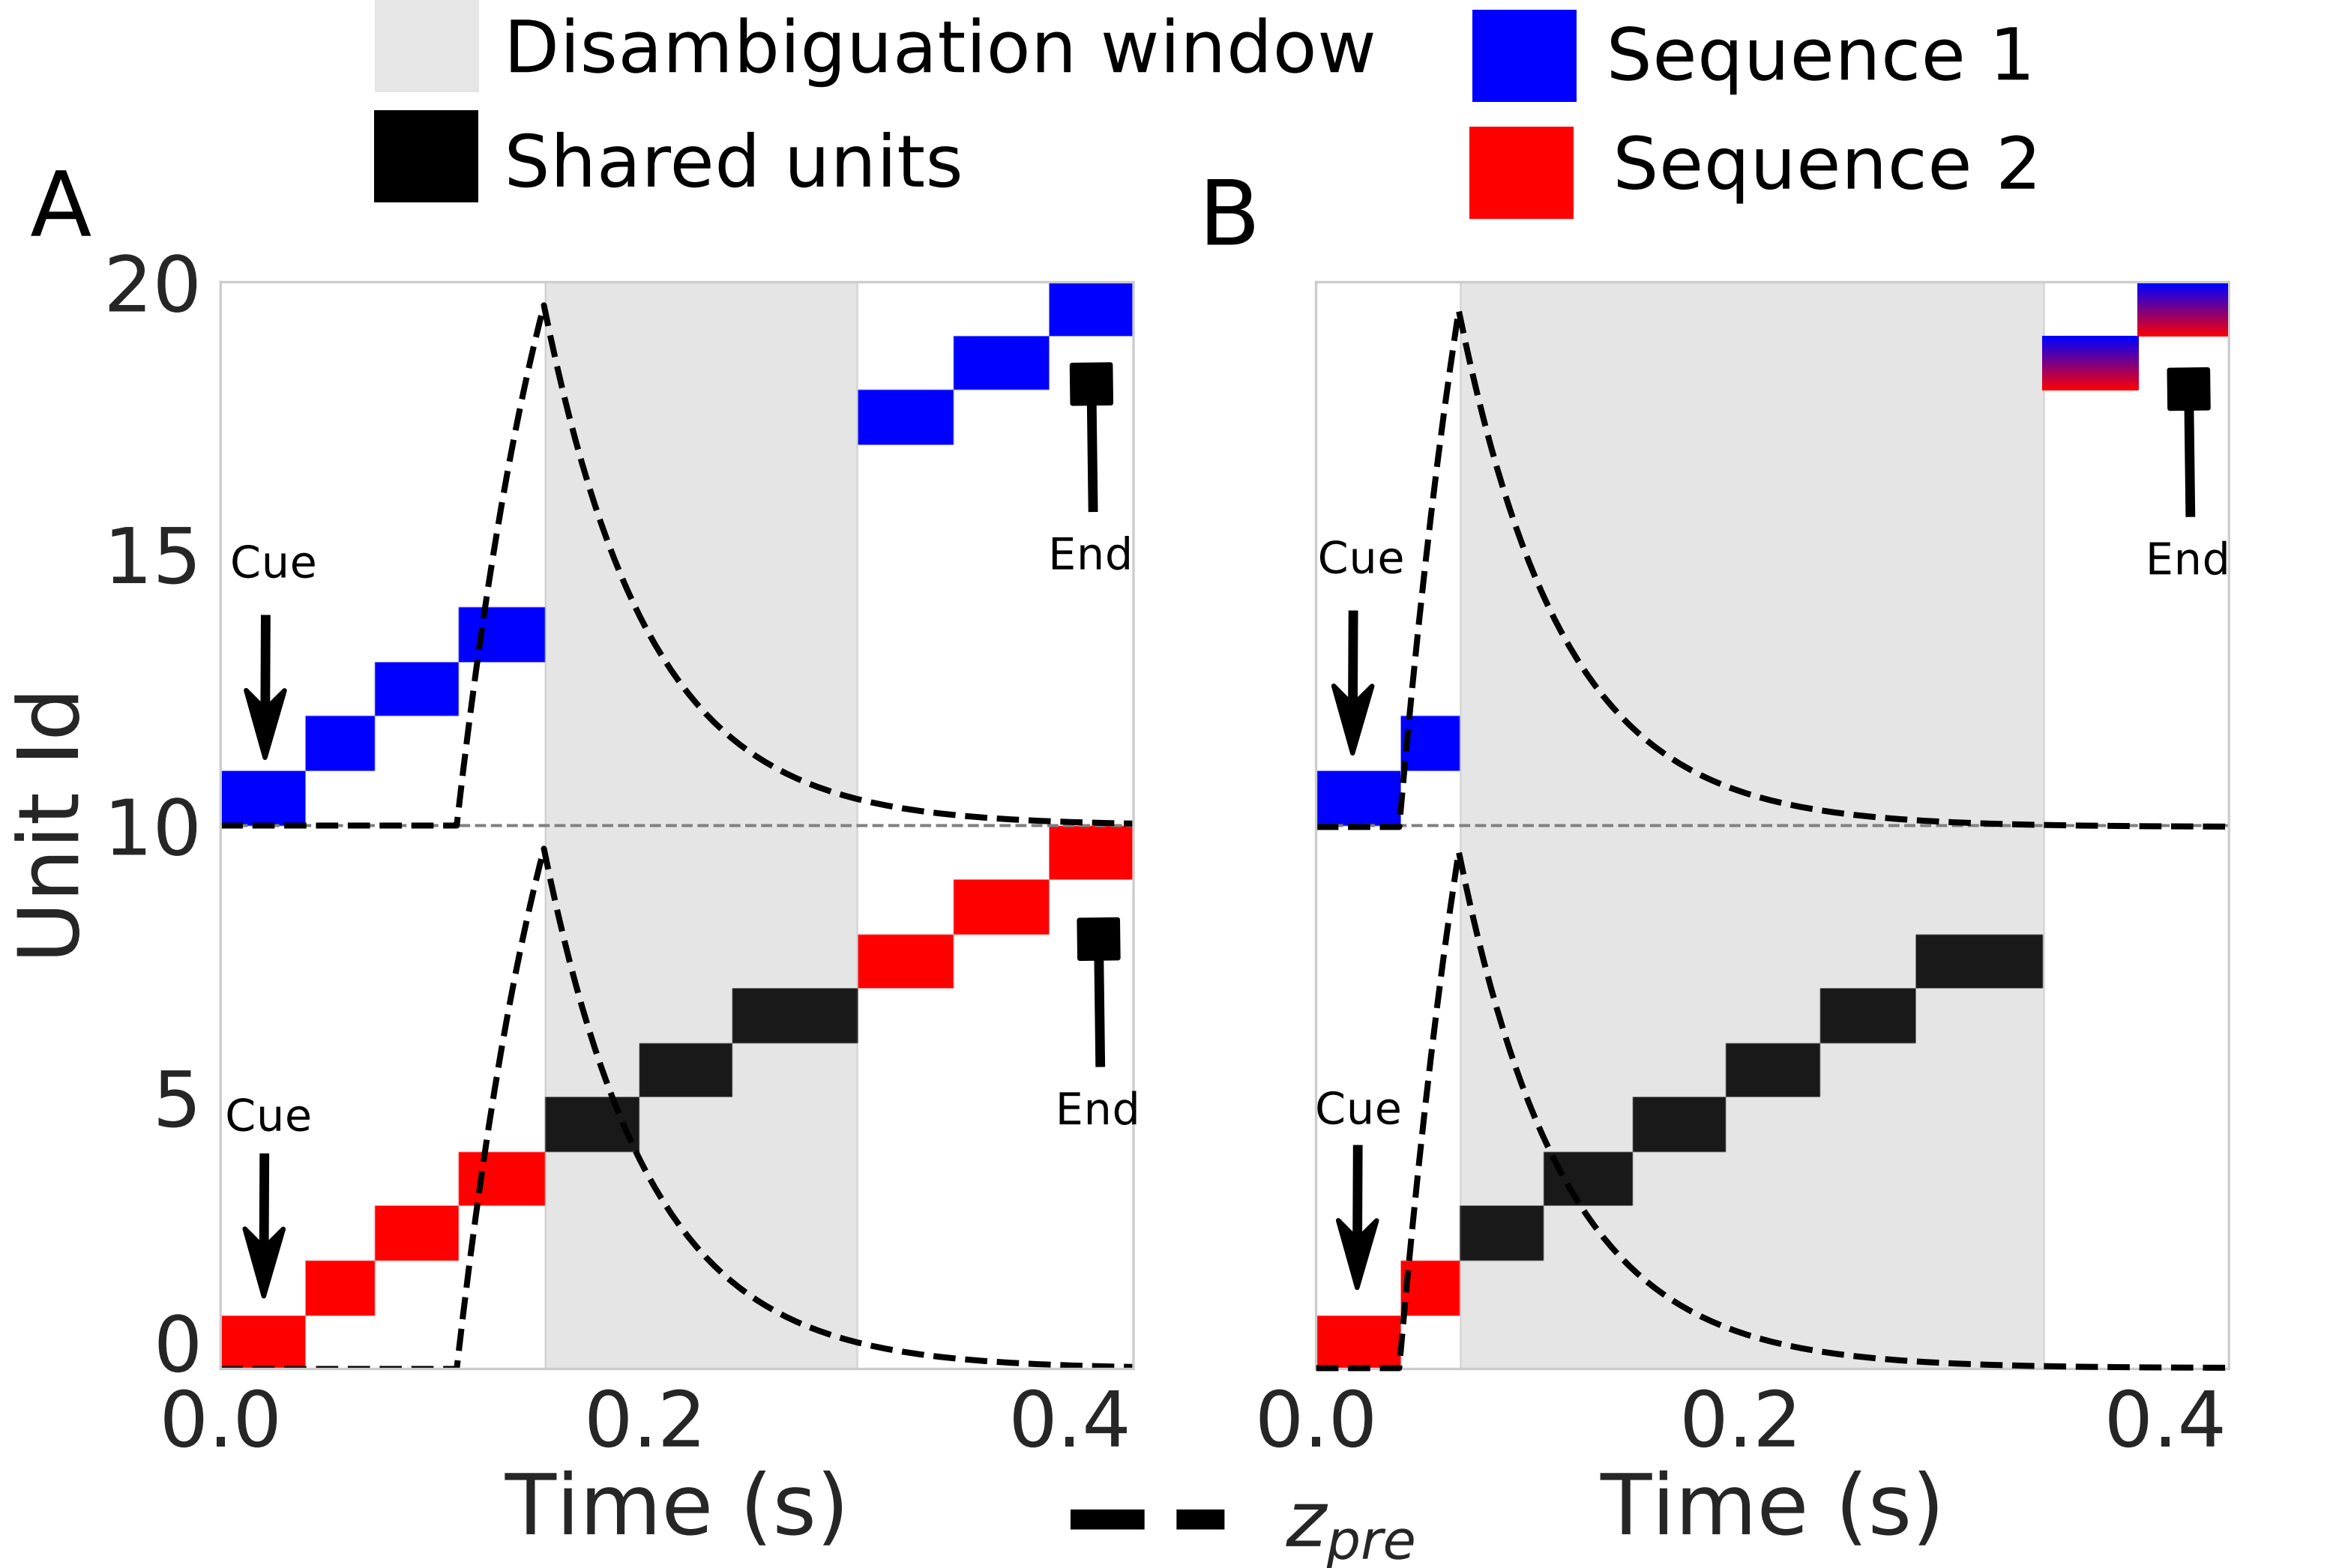 Disambiguation window
Sequence 1
Shared units
Sequence 2
A
B
20
15
10
5
0
Unit Id
Cue
End
Cue
End
Cue
End
Cue
0.0
0.2
0.4
0.0
0.2
0.4
Time (s)
Time (s)
z_pre